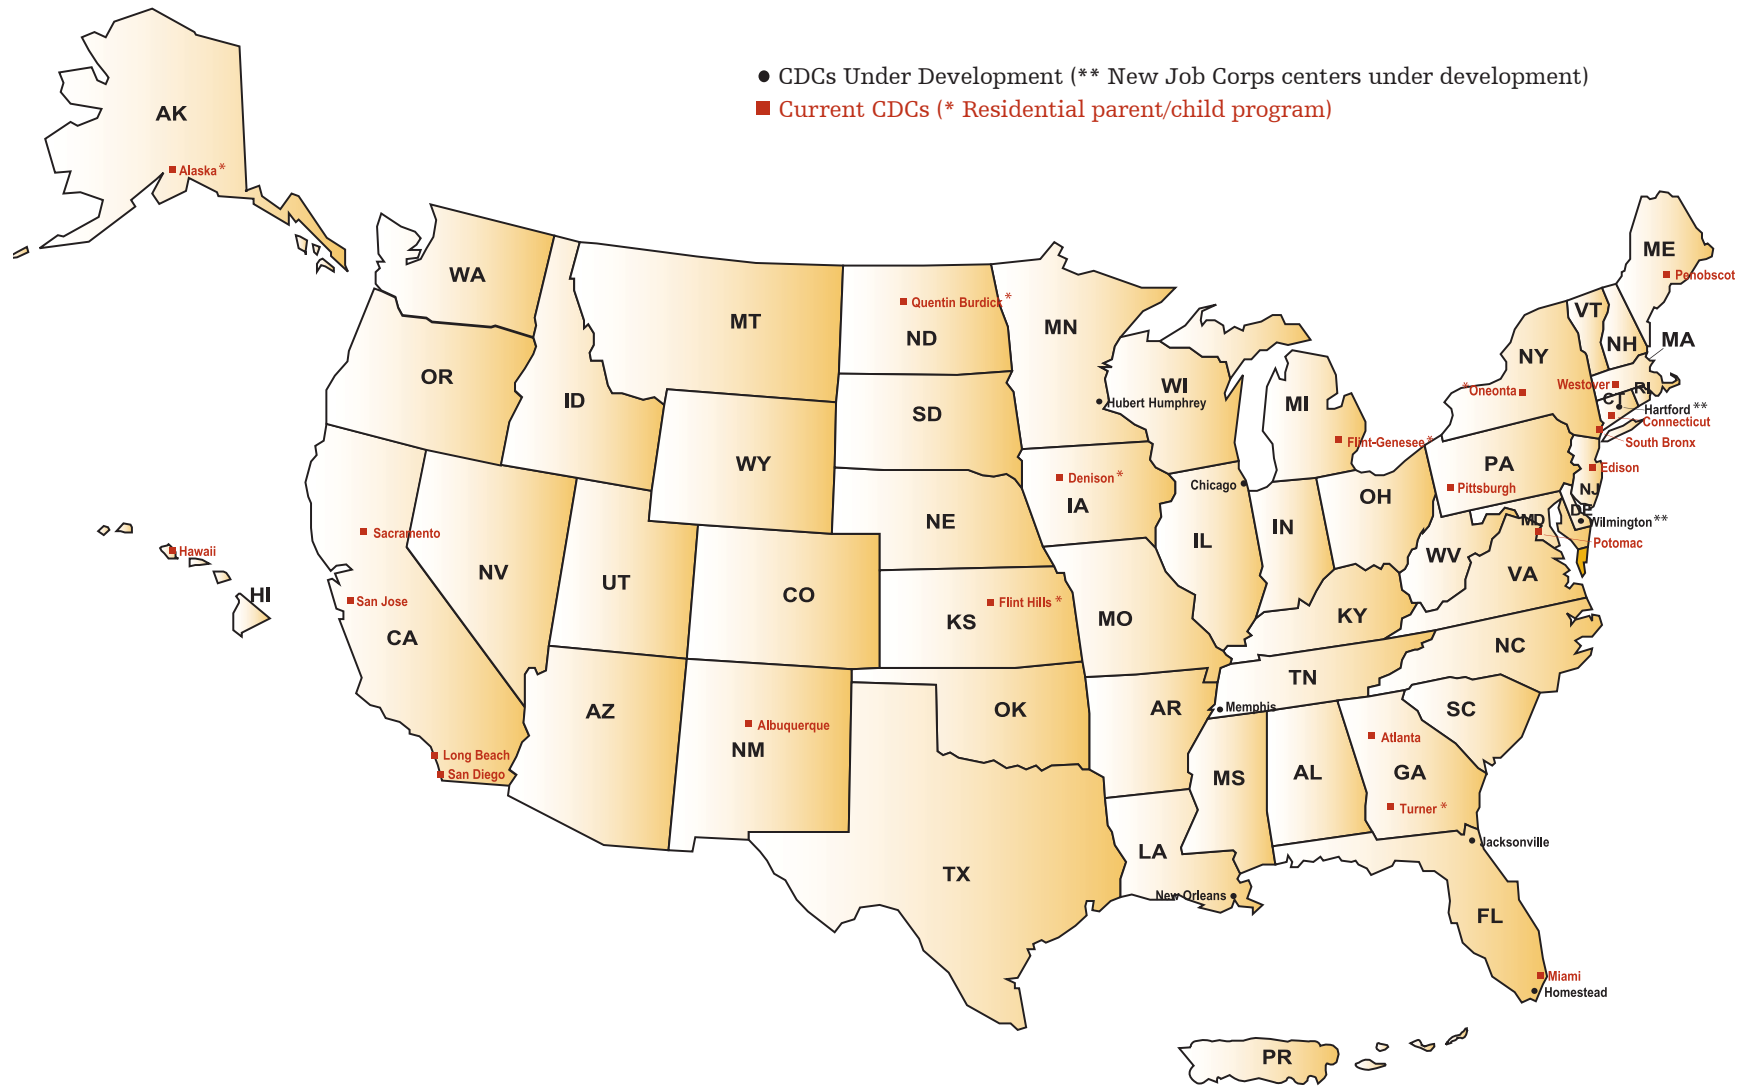 ● CDCs Under Development (** New Job Corps centers under development)
■ Current CDCs (* Residential parent/child program)
AK
Alaska *
ME
Penobscot
WA
VT
NH
MA
MT
Quentin Burdick *
ND
MN
NY
OR
ID
WI
*Oneonta
Westover
RI
CT
Hartford **
Connecticut
South Bronx
SD
Hubert Humphrey
MI
Flint-Genesee *
WY
PA
Edison
Pittsburgh
NJ
Denison *
IA
Chicago
OH
DE
MD
Wilmington **
Potomac
NE
IL
IN
WV
VA
Sacramento
Hawaii
HI
NV
UT
CO
San Jose
CA
KS
Flint Hills *
MO
KY
NC
TN
AZ
OK
AR
Memphis
SC
Albuquerque
NM
Atlanta
Long Beach
San Diego
MS
AL
GA
Turner *
Jacksonville
LA
TX
New Orleans
FL
Miami
Homestead
PR